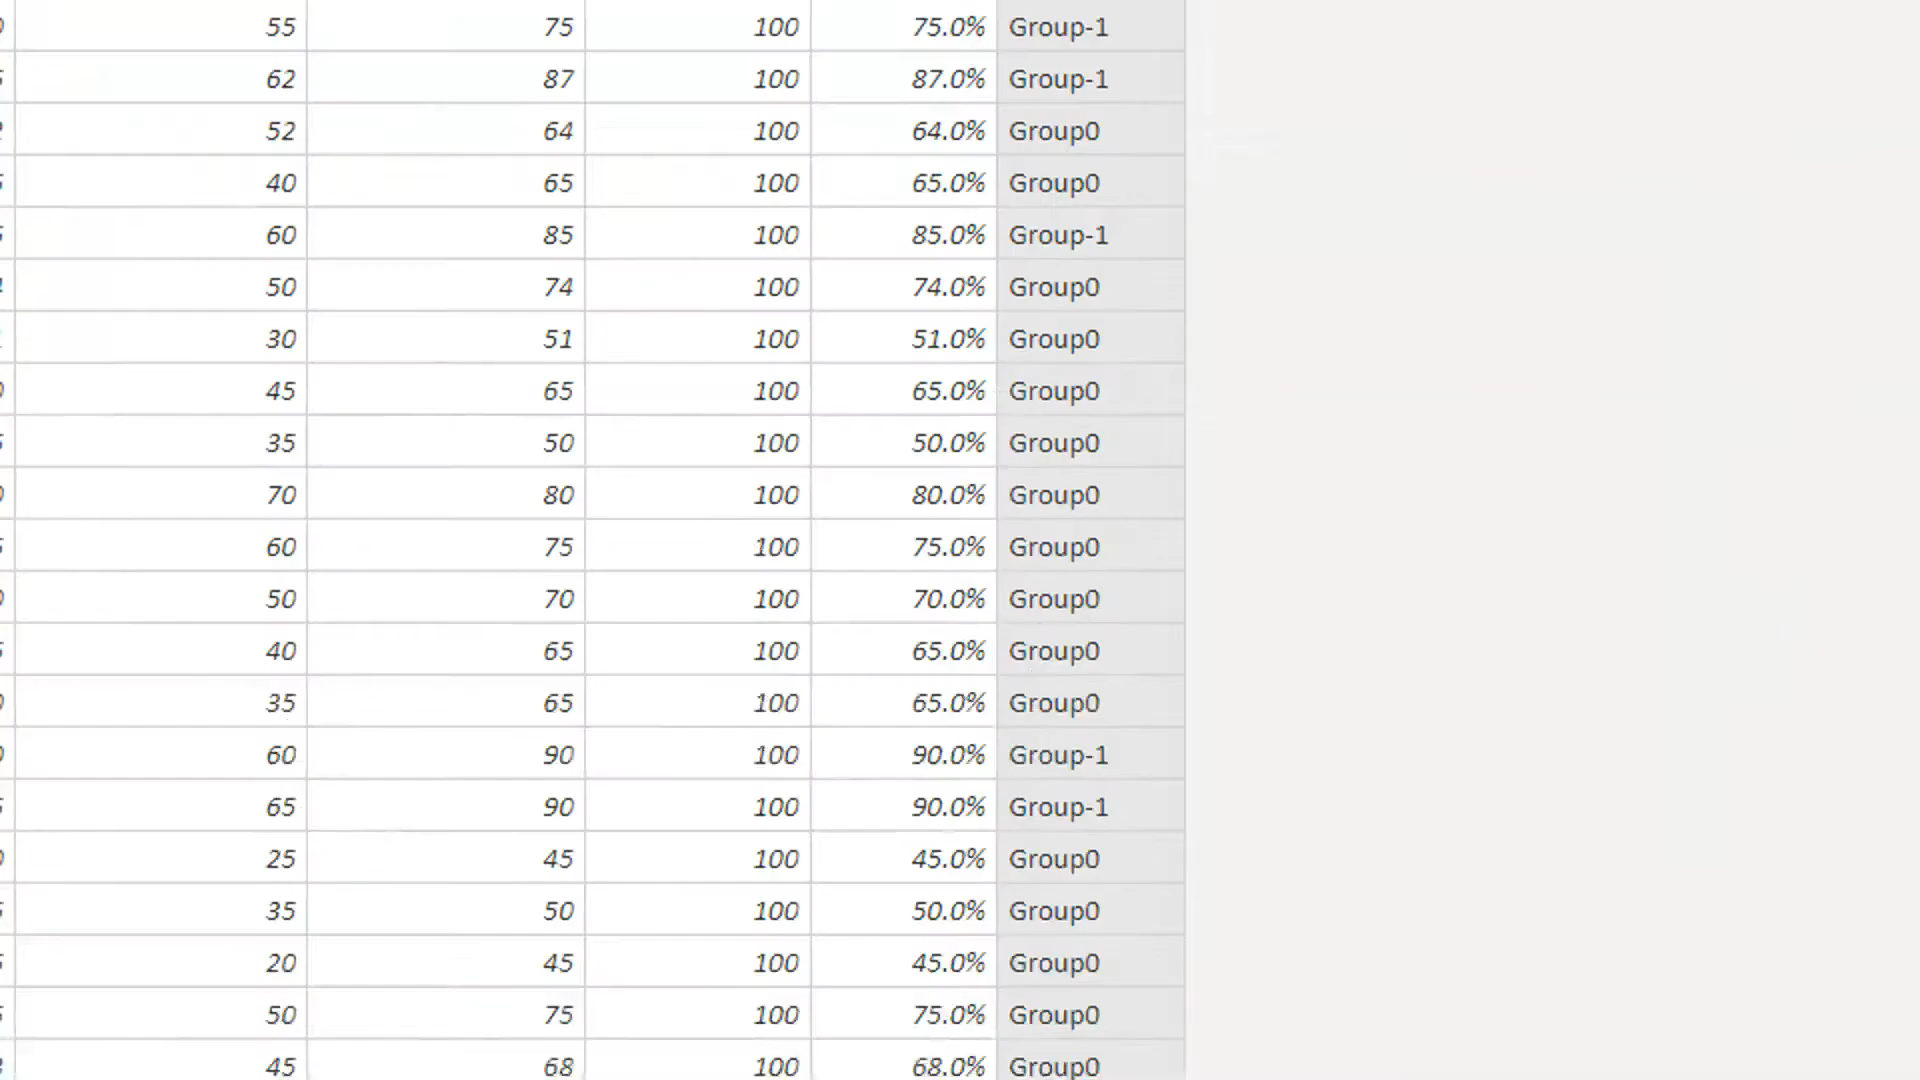 55 75 100 75.0% Group-1
62 87 100 87.0% Group-1
52 64 100 64.0% Group0
40 65 100 65.0% Group0
60 85 100 85.0% Group-1
50 74 100 74.0% Group0
30 51 100 51.0% Group0
45 65 100 65.0% Group0
35 50 100 50.0% Group0
70 80 100 80.0% Group0
60 75 100 75.0% Group0
50 70 100 70.0% Group0
40 65 100 65.0% Group0
35 65 100 65.0% Group0
60 90 100 90.0% Group-1
65 90 100 90.0% Group-1
25 45 100 45.0% Group0
35 50 100 50.0% Group0
20 45 100 45.0% Group0
50 75 100 75.0% Group0
45 68 100 68.0% Group0